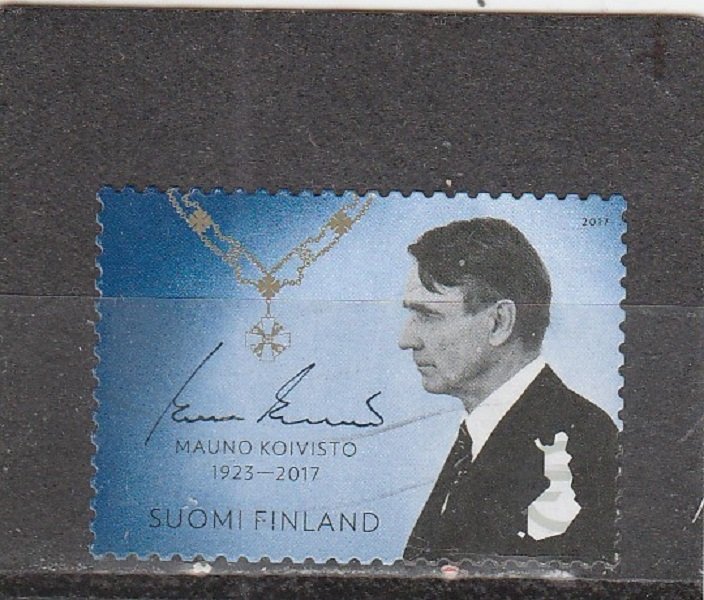 2017
MAUNO KOIVISTO
1923—2017
SUOMI FINLAND